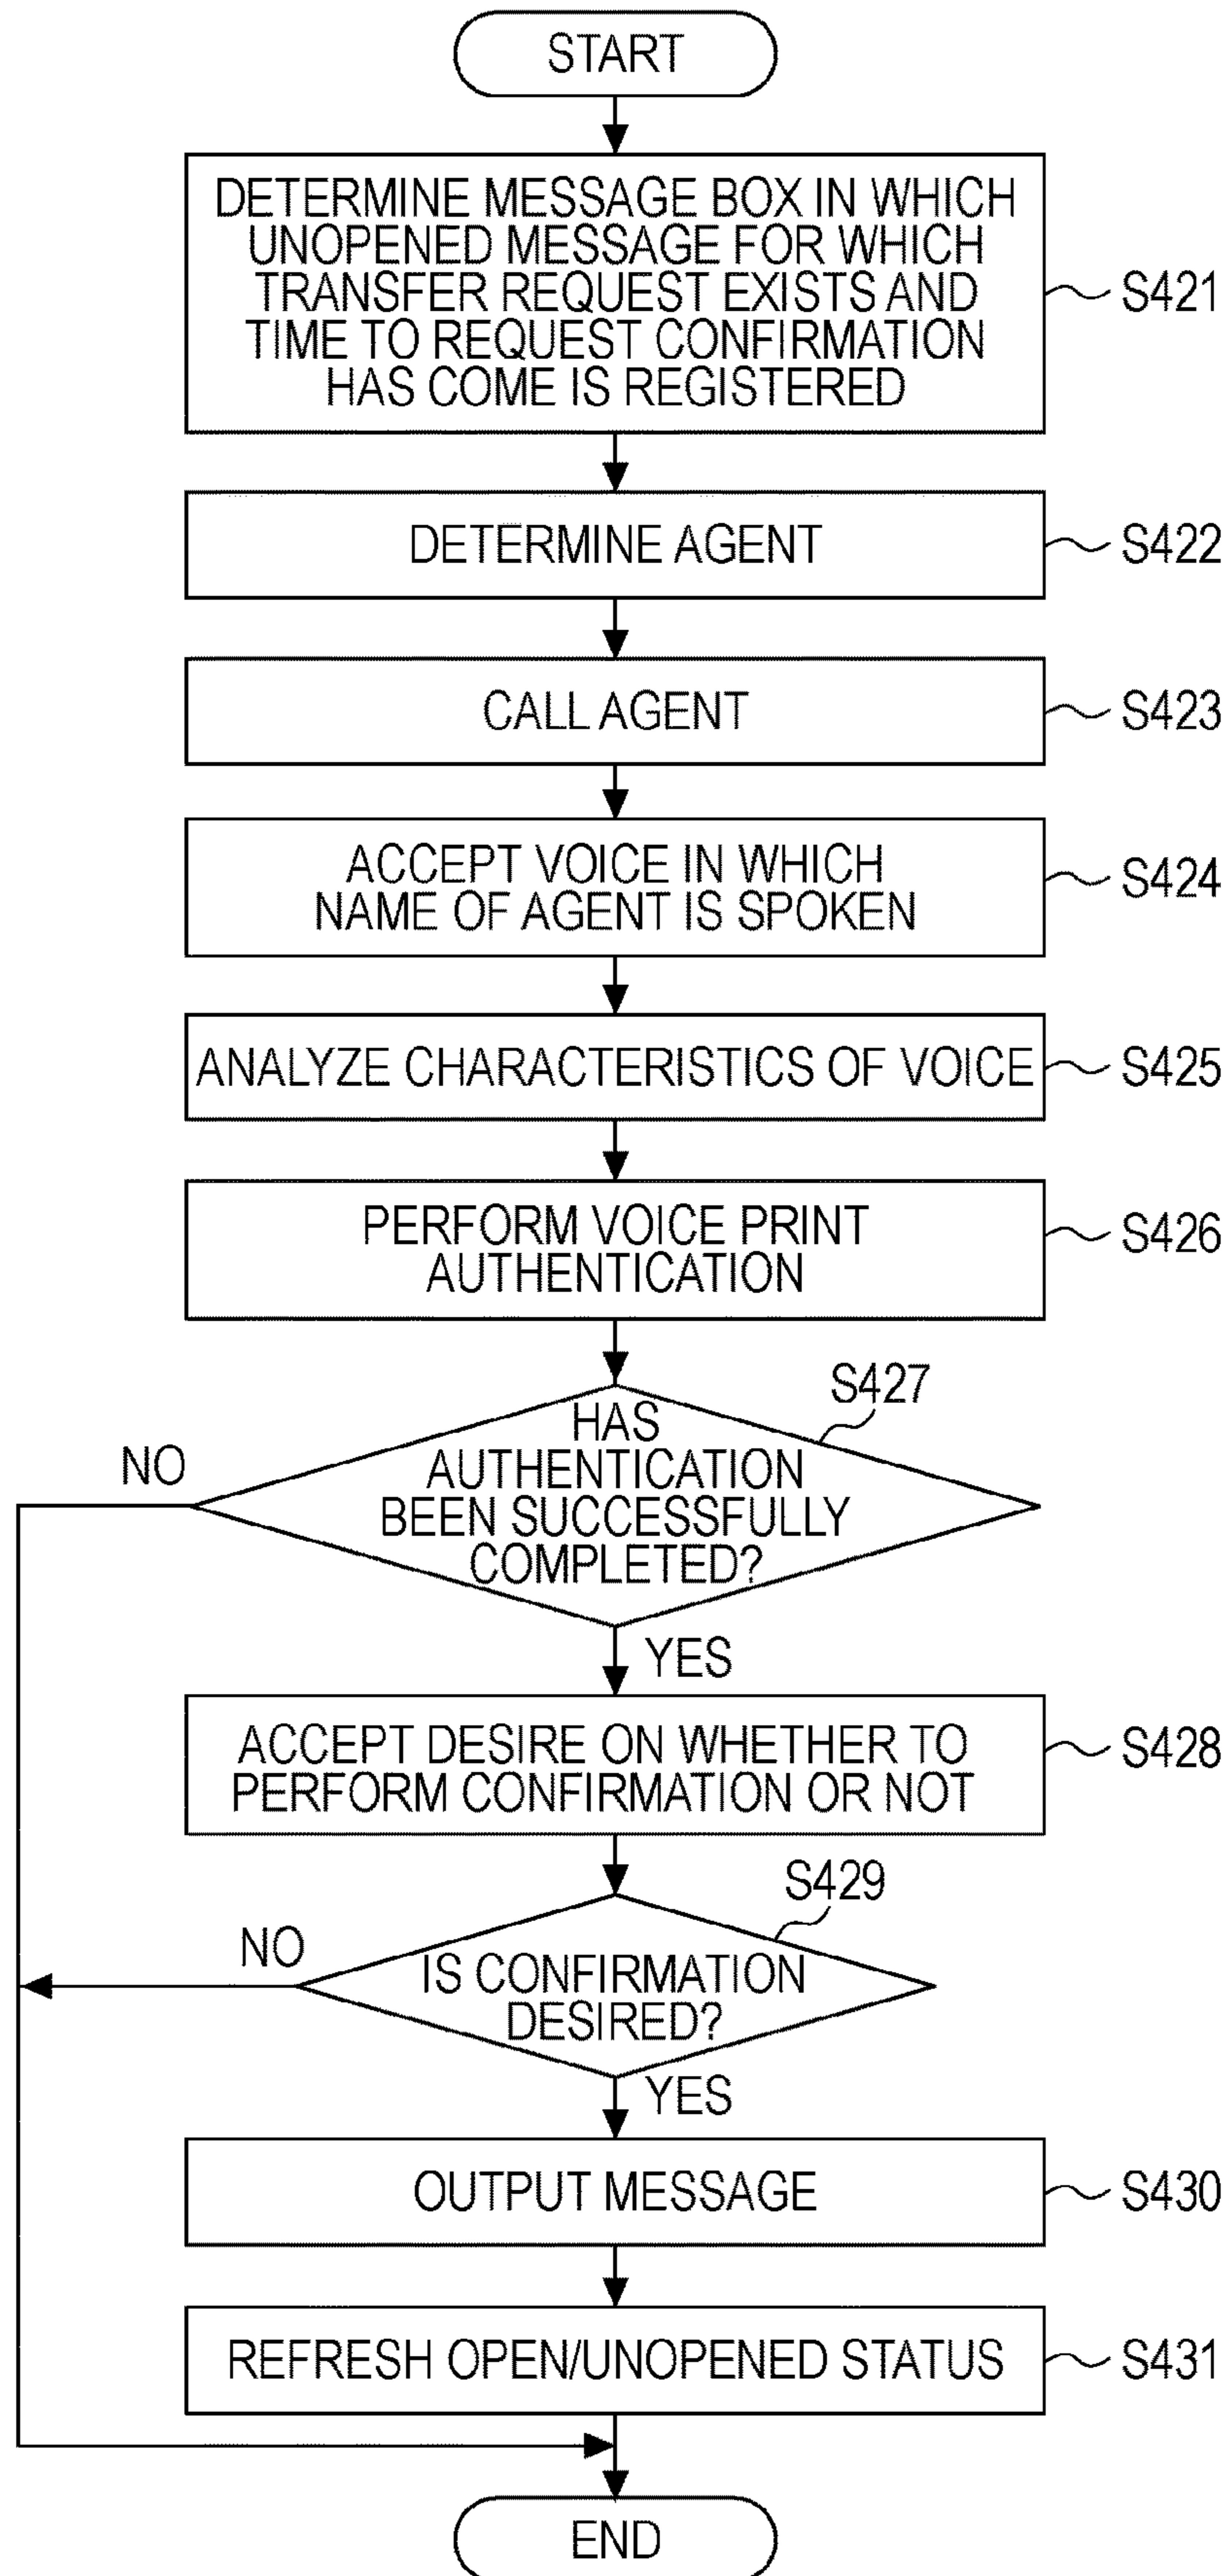 START
DETERMINE MESSAGE BOX IN WHICH
UNOPENED MESSAGE FOR WHICH
TRANSFER REQUEST EXISTS AND
TIME TO REQUEST CONFIRMATION
HAS COME IS REGISTERED
S421
DETERMINE AGENT
S422
CALL AGENT
S423
ACCEPT VOICE IN WHICH
NAME OF AGENT IS SPOKEN
S424
ANALYZE CHARACTERISTICS OF VOICE
S425
PERFORM VOICE PRINT
AUTHENTICATION
S426
S427
HAS
AUTHENTICATION
BEEN SUCCESSFULLY
COMPLETED?
NO
YES
ACCEPT DESIRE ON WHETHER TO
PERFORM CONFIRMATION OR NOT
S428
S429
IS CONFIRMATION
DESIRED?
NO
YES
OUTPUT MESSAGE
S430
REFRESH OPEN/UNOPENED STATUS
S431
END